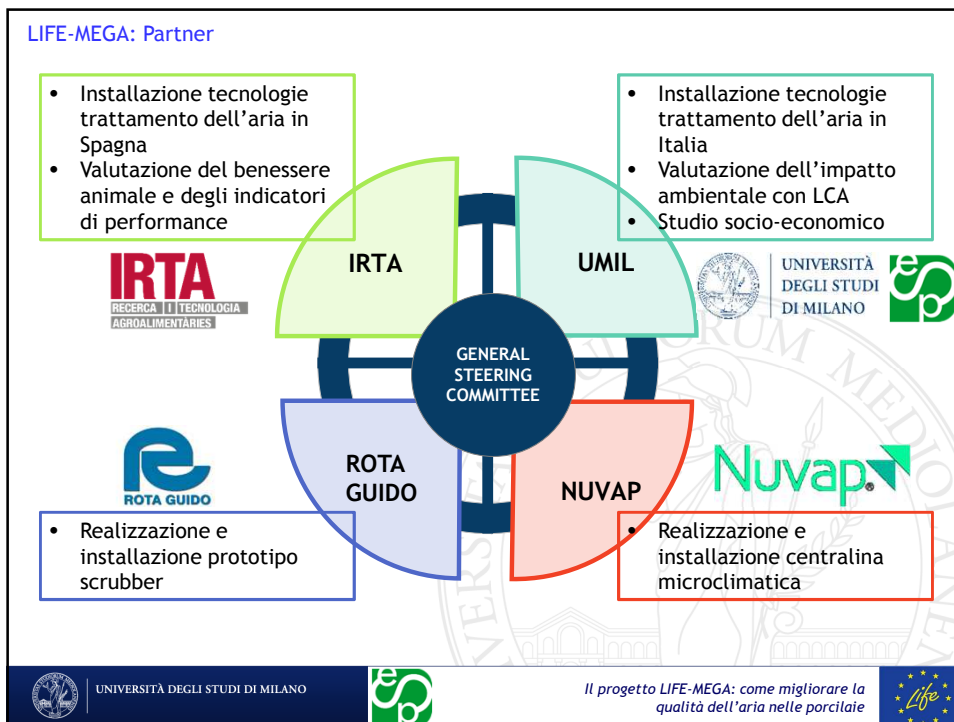 LIFE-MEGA: Partner
• Installazione tecnologie
trattamento dell'aria in
Spagna
• Valutazione del benessere
animale e degli indicatori
di performance
• Installazione tecnologie
trattamento dell'aria in
Italia
• Valutazione dell'impatto
ambientale con LCA
• Studio socio-economico
IRTA
UMIL
IRTA
RECERCA | TECNOLOGIA
AGROALIMENTÀRIES
UNIVERSITÀ
DEGLI STUDI
DI MILANO
esp
GENERAL
STEERING
COMMITTEE
ROTA GUIDO
ROTA
GUIDO
NUVAP
Nuvap
• Realizzazione e
installazione prototipo
scrubber
• Realizzazione e
installazione centralina
microclimatica
UNIVERSITÀ DEGLI STUDI DI MILANO
esp
Il progetto LIFE-MEGA: come migliorare la
qualità dell'aria nelle porcilaie
Life